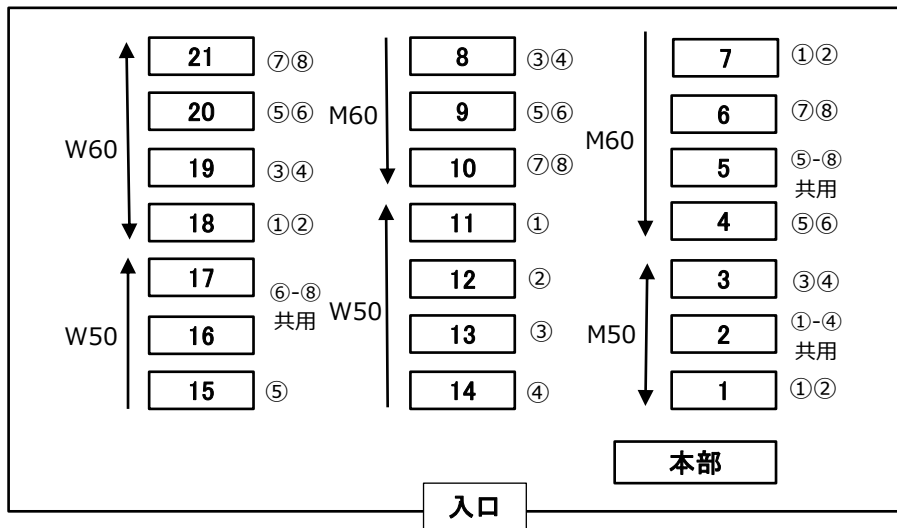 21 ⑦⑧
20 ⑤⑥
W60
19 ③④
18 ①②
17
⑥-⑧
共用
W50
16
15 ⑤
8 ③④
M60
9 ⑤⑥
10 ⑦⑧
11 ①
12 ②
W50
13 ③
14 ④
7 ①②
6 ⑦⑧
M60
5 ⑤-⑧
共用
4 ⑤⑥
3 ③④
M50
2 ①-④
共用
1 ①②
本部
入口